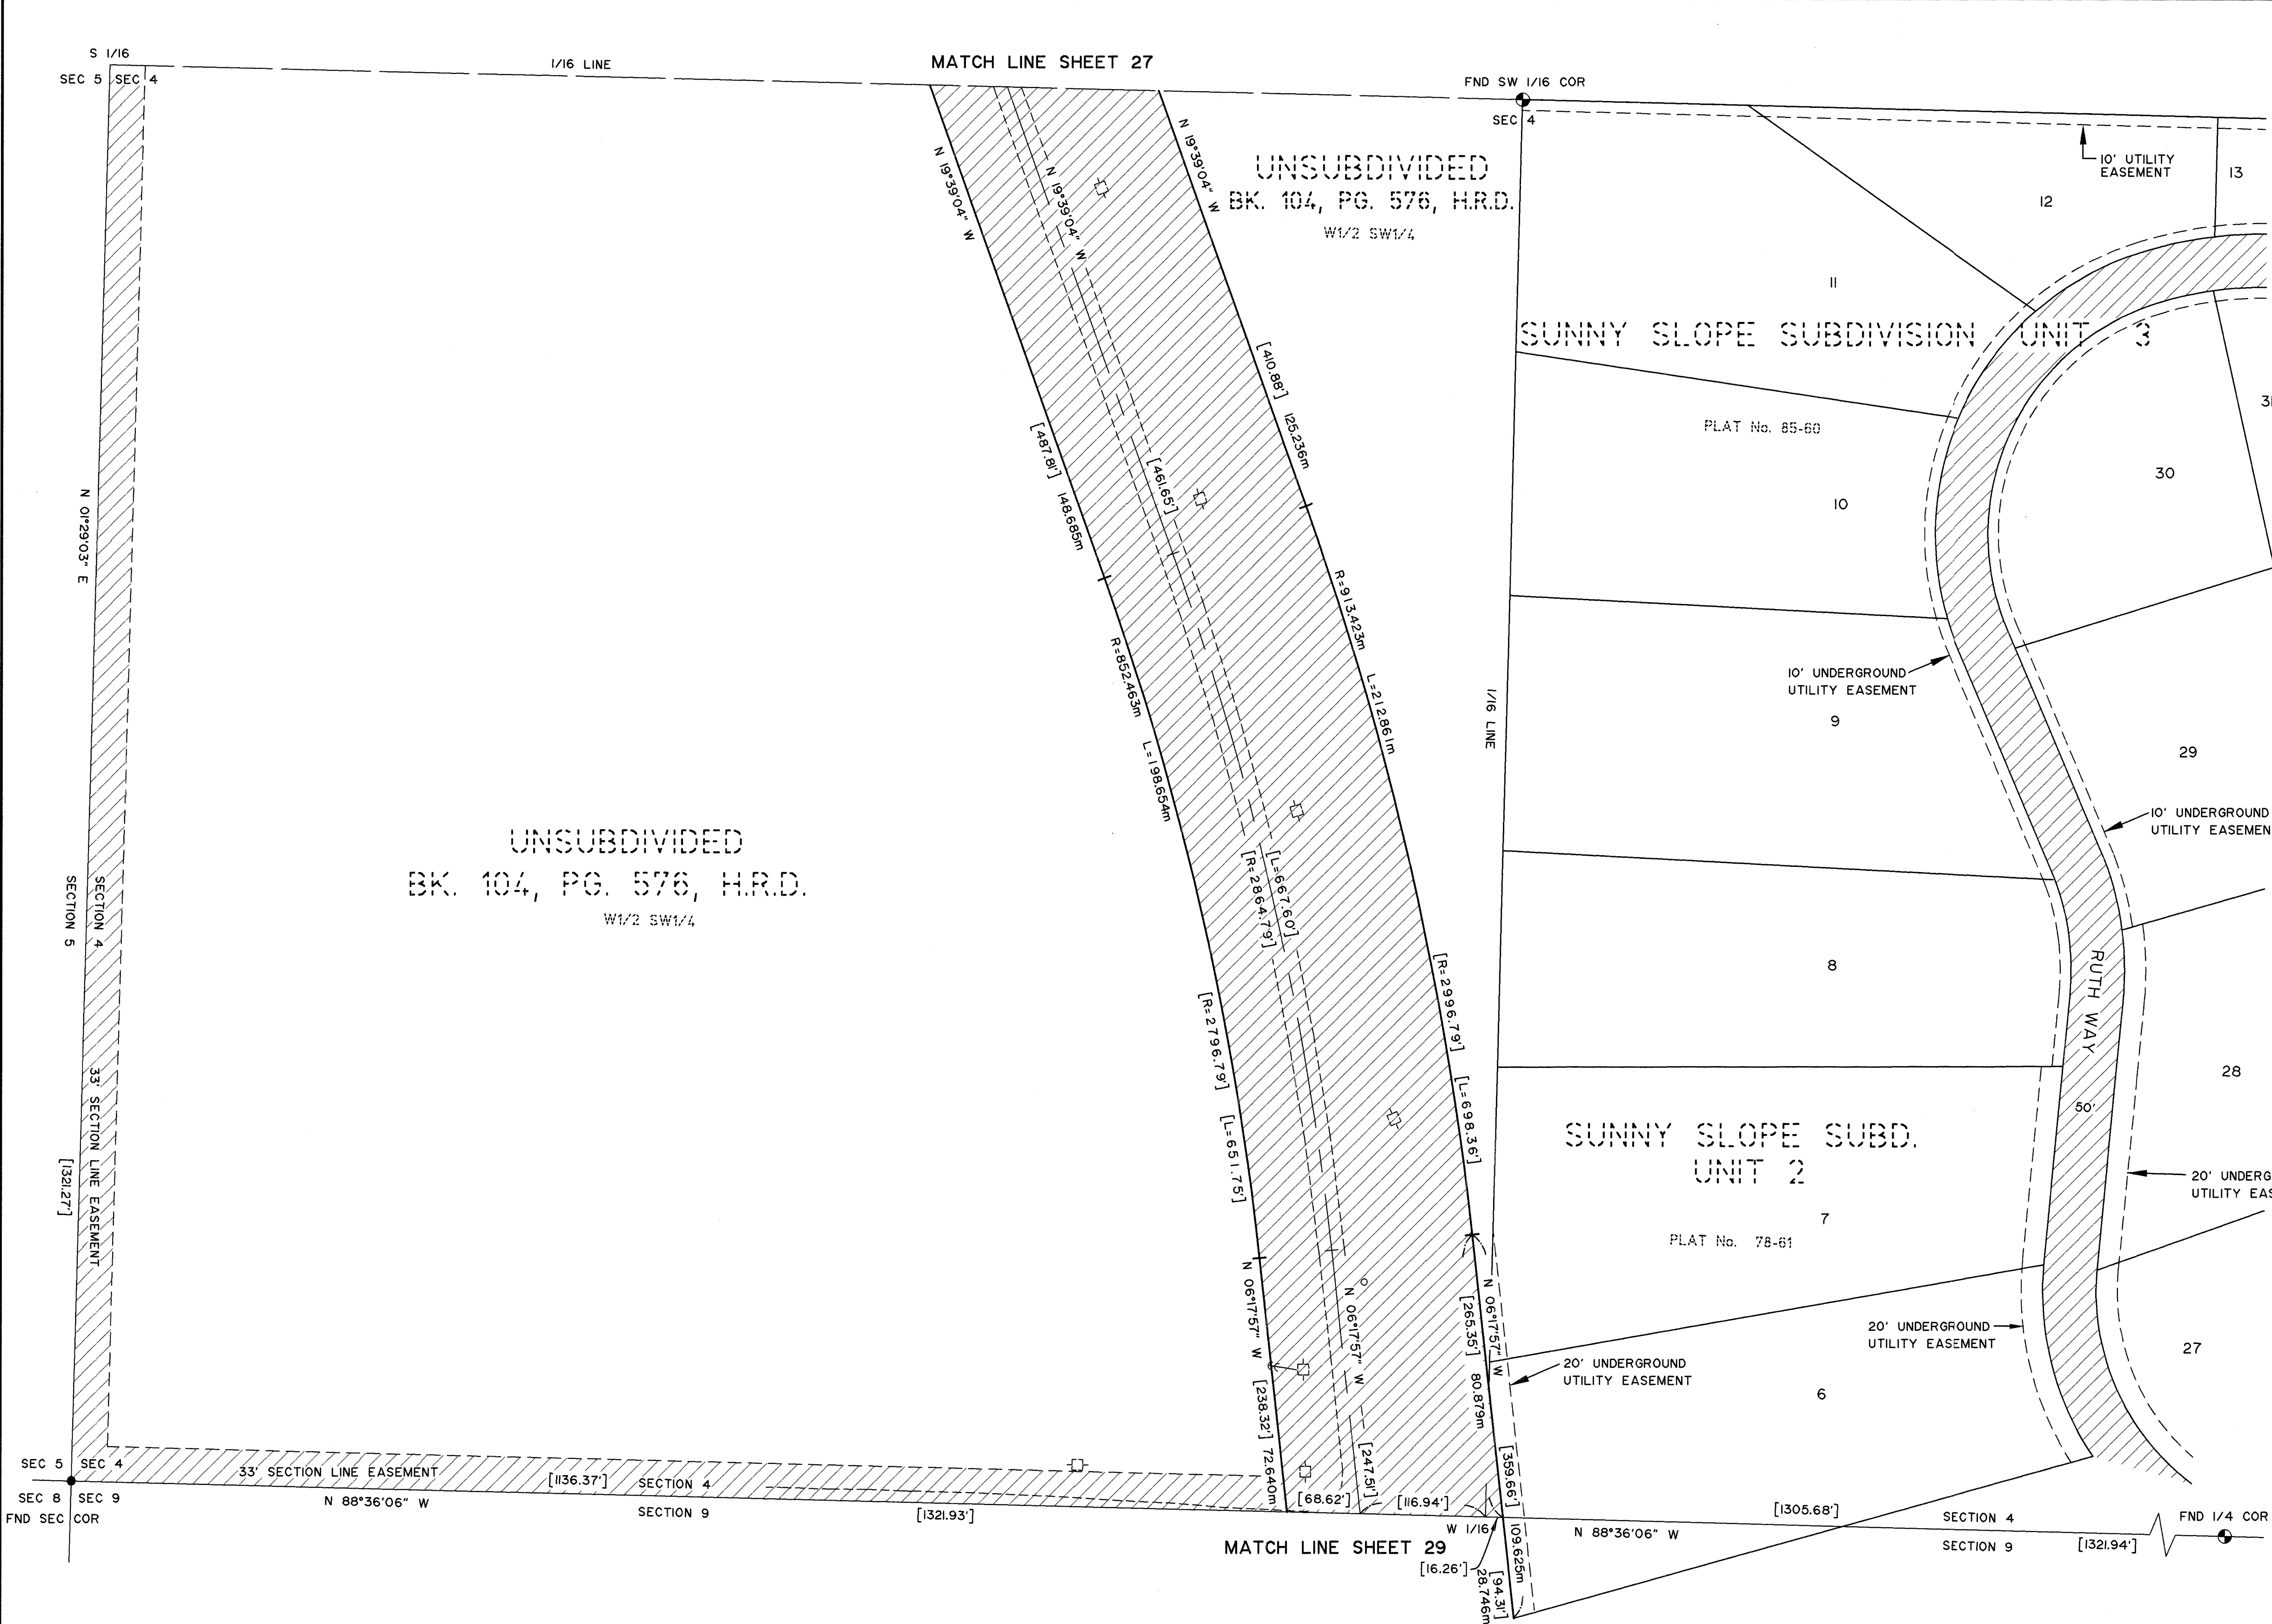 S 1/16
SEC 5 SEC 4
1/16 LINE
MATCH LINE SHEET 27
FND SW 1/16 COR
SEC 4
N 19°39'04" W
N 19°39'04" W
N 19°39'04" W
UNSUBDIVIDED
BK. 104, PG. 576, H.R.D.
W1/2 SW1/4
10' UTILITY
EASEMENT
13
12
11
SUNNY SLOPE SUBDIVISION UNIT 3
PLAT No. 85-60
[410.88'] 125.236m
[487.81'] 148.685m
[461.65']
30
10
N 01°29'03" E
R=913.423m L=212.861m
R=852.463m L=198.654m
1/16 LINE
10' UNDERGROUND
UTILITY EASEMENT
9
29
10' UNDERGROUND
UNSUBDIVIDED
BK. 104, PG. 576, H.R.D.
W1/2 SW1/4
SECTION 5
SECTION 4
[R=2864.79']
[L=667.60']
[R=2996.79'] [L=698.36']
[R=2796.79'] [L=651.75']
8
RUTH WAY
50'
28
33' SECTION LINE EASEMENT
[1321.27']
SUNNY SLOPE SUBD.
UNIT 2
7
PLAT No. 78-61
N 06°17'57" W
N 06°17'57" W
N 06°17'57" W
[265.35'] 80.879m
20' UNDERGROUND
UTILITY EASEMENT
20' UNDERGROUND
UTILITY EASEMENT
27
6
[238.32'] 72.640m
[247.51']
[359.66']
109.625m
SEC 5 SEC 4
33' SECTION LINE EASEMENT
[1136.37']
SECTION 4
[68.62']
[116.94']
SEC 8 SEC 9
FND SEC COR
N 88°36'06" W
SECTION 9
[1321.93']
W 1/16
MATCH LINE SHEET 29
[16.26']
[94.31']
28.746m
N 88°36'06" W
[1305.68']
SECTION 4
SECTION 9
[1321.94']
FND 1/4 COR